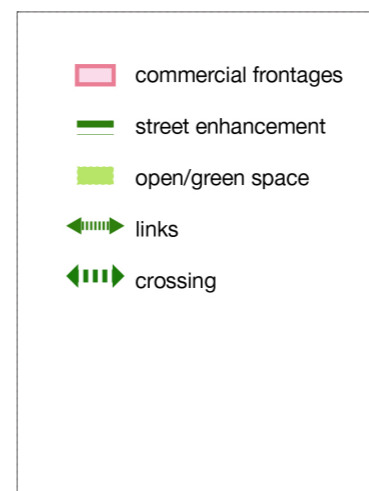 commercial frontages
street enhancement
open/green space
links
crossing